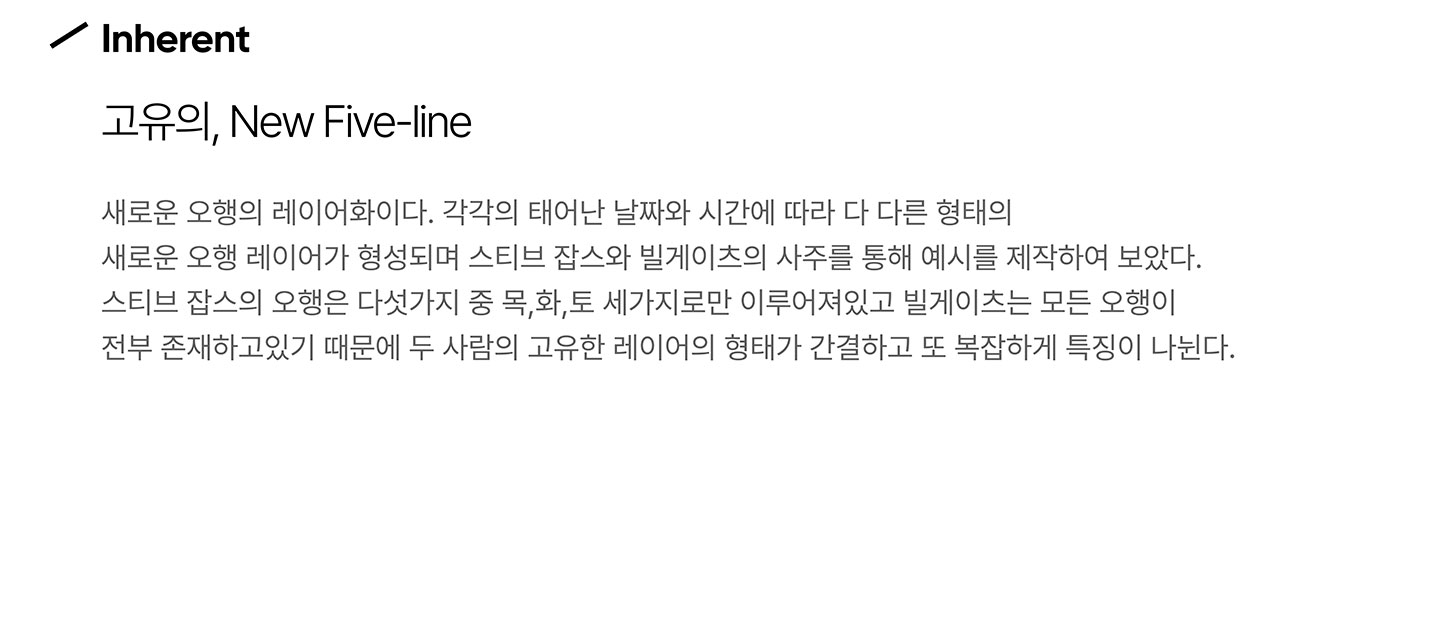 Inherent
고유의, New Five-line
새로운 오행의 레이어화이다. 각각의 태어난 날짜와 시간에 따라 다 다른 형태의
새로운 오행 레이어가 형성되며 스티브 잡스와 빌게이츠의 사주를 통해 예시를 제작하여 보았다.
스티브 잡스의 오행은 다섯가지 중 목,화,토 세가지로만 이루어져있고 빌게이츠는 모든 오행이
전부 존재하고있기 때문에 두 사람의 고유한 레이어의 형태가 간결하고 또 복잡하게 특징이 나뉜다.